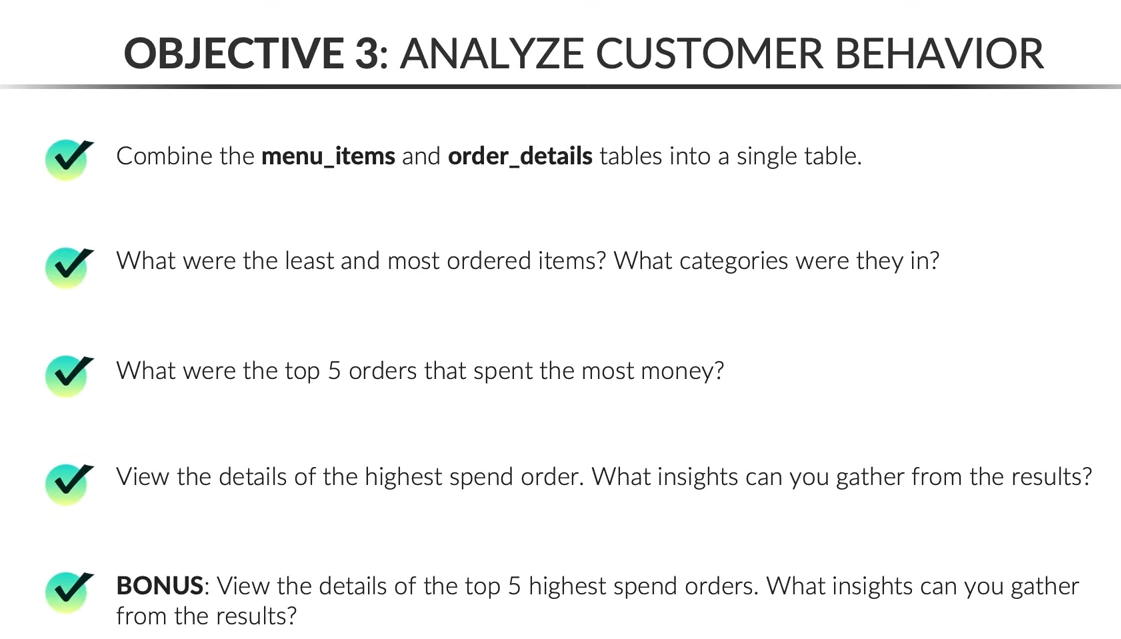 OBJECTIVE 3: ANALYZE CUSTOMER BEHAVIOR
Combine the menu_items and order_details tables into a single table.
What were the least and most ordered items? What categories were they in?
What were the top 5 orders that spent the most money?
View the details of the highest spend order. What insights can you gather from the results?
BONUS: View the details of the top 5 highest spend orders. What insights can you gather
from the results?